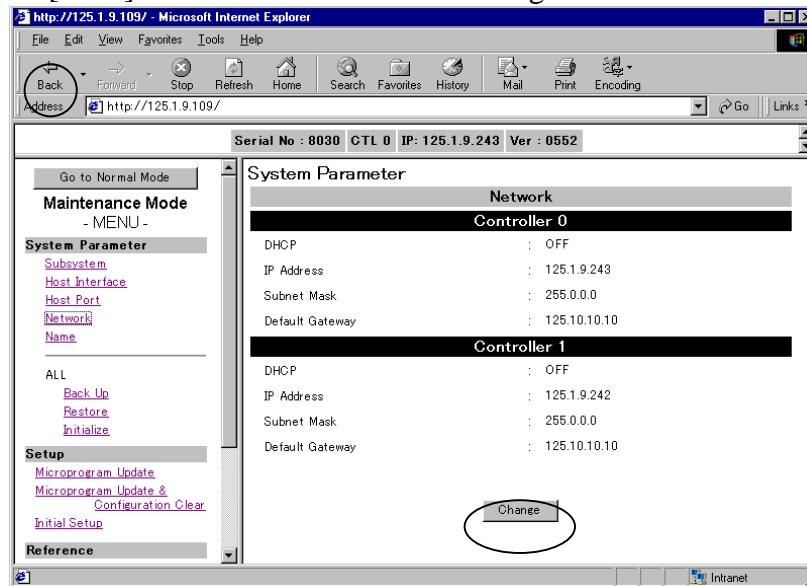 http://125.1.9.109/ - Microsoft Internet Explorer
File Edit View Favorites Tools Help
Back Forward Stop Refresh Home Search Favorites History Mail Print Encoding
Address http://125.1.9.109/ Go Links
Serial No : 8030 CTL 0 IP: 125.1.9.243 Ver : 0552
Go to Normal Mode
Maintenance Mode
- MENU -
System Parameter
Subsystem
Host Interface
Host Port
Network
Name
ALL
Back Up
Restore
Initialize
Setup
Microprogram Update
Microprogram Update &
Configuration Clear
Initial Setup
Reference
System Parameter
Network
Controller 0
DHCP : OFF
IP Address : 125.1.9.243
Subnet Mask : 255.0.0.0
Default Gateway : 125.10.10.10
Controller 1
DHCP : OFF
IP Address : 125.1.9.242
Subnet Mask : 255.0.0.0
Default Gateway : 125.10.10.10
Change
Intranet